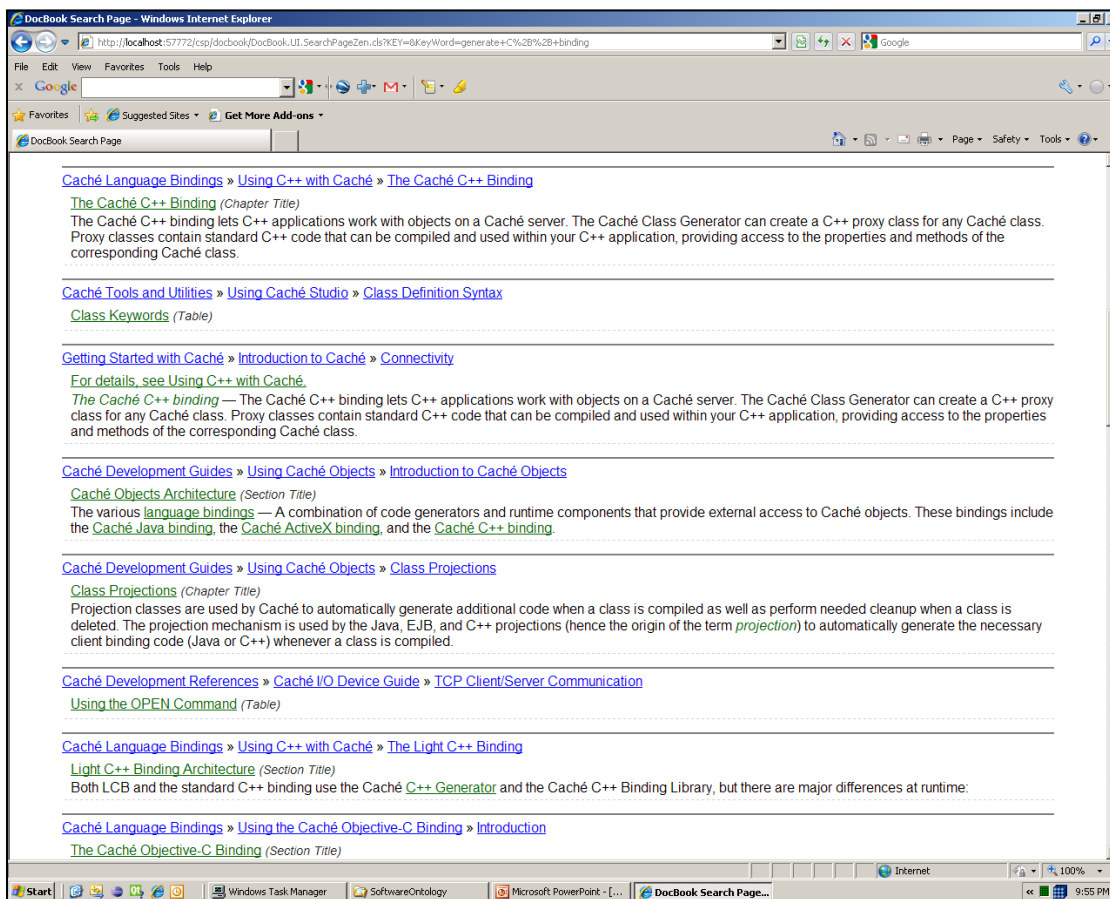 DocBook Search Page - Windows Internet Explorer
http://localhost:57772/csp/docbook/DocBook.UI.SearchPageZen.cls?KEY=&KeyWord=generate+C%2B%2B+binding
Google
File Edit View Favorites Tools Help
x Google
Favorites Suggested Sites Get More Add-ons
DocBook Search Page
Page Safety Tools
Caché Language Bindings » Using C++ with Caché » The Caché C++ Binding
The Caché C++ Binding (Chapter Title)
The Caché C++ binding lets C++ applications work with objects on a Caché server. The Caché Class Generator can create a C++ proxy class for any Caché class.
Proxy classes contain standard C++ code that can be compiled and used within your C++ application, providing access to the properties and methods of the
corresponding Caché class.
Caché Tools and Utilities » Using Caché Studio » Class Definition Syntax
Class Keywords (Table)
Getting Started with Caché » Introduction to Caché » Connectivity
For details, see Using C++ with Caché.
The Caché C++ binding — The Caché C++ binding lets C++ applications work with objects on a Caché server. The Caché Class Generator can create a C++ proxy
class for any Caché class. Proxy classes contain standard C++ code that can be compiled and used within your C++ application, providing access to the properties
and methods of the corresponding Caché class.
Caché Development Guides » Using Caché Objects » Introduction to Caché Objects
Caché Objects Architecture (Section Title)
The various language bindings — A combination of code generators and runtime components that provide external access to Caché objects. These bindings include
the Caché Java binding, the Caché ActiveX binding, and the Caché C++ binding.
Caché Development Guides » Using Caché Objects » Class Projections
Class Projections (Chapter Title)
Projection classes are used by Caché to automatically generate additional code when a class is compiled as well as perform needed cleanup when a class is
deleted. The projection mechanism is used by the Java, EJB, and C++ projections (hence the origin of the term projection) to automatically generate the necessary
client binding code (Java or C++) whenever a class is compiled.
Caché Development References » Caché I/O Device Guide » TCP Client/Server Communication
Using the OPEN Command (Table)
Caché Language Bindings » Using C++ with Caché » The Light C++ Binding
Light C++ Binding Architecture (Section Title)
Both LCB and the standard C++ binding use the Caché C++ Generator and the Caché C++ Binding Library, but there are major differences at runtime:
Caché Language Bindings » Using the Caché Objective-C Binding » Introduction
The Caché Objective-C Binding (Section Title)
Internet 100%
Start Windows Task Manager SoftwareOntology Microsoft PowerPoint - [... DocBook Search Page... « 9:55 PM